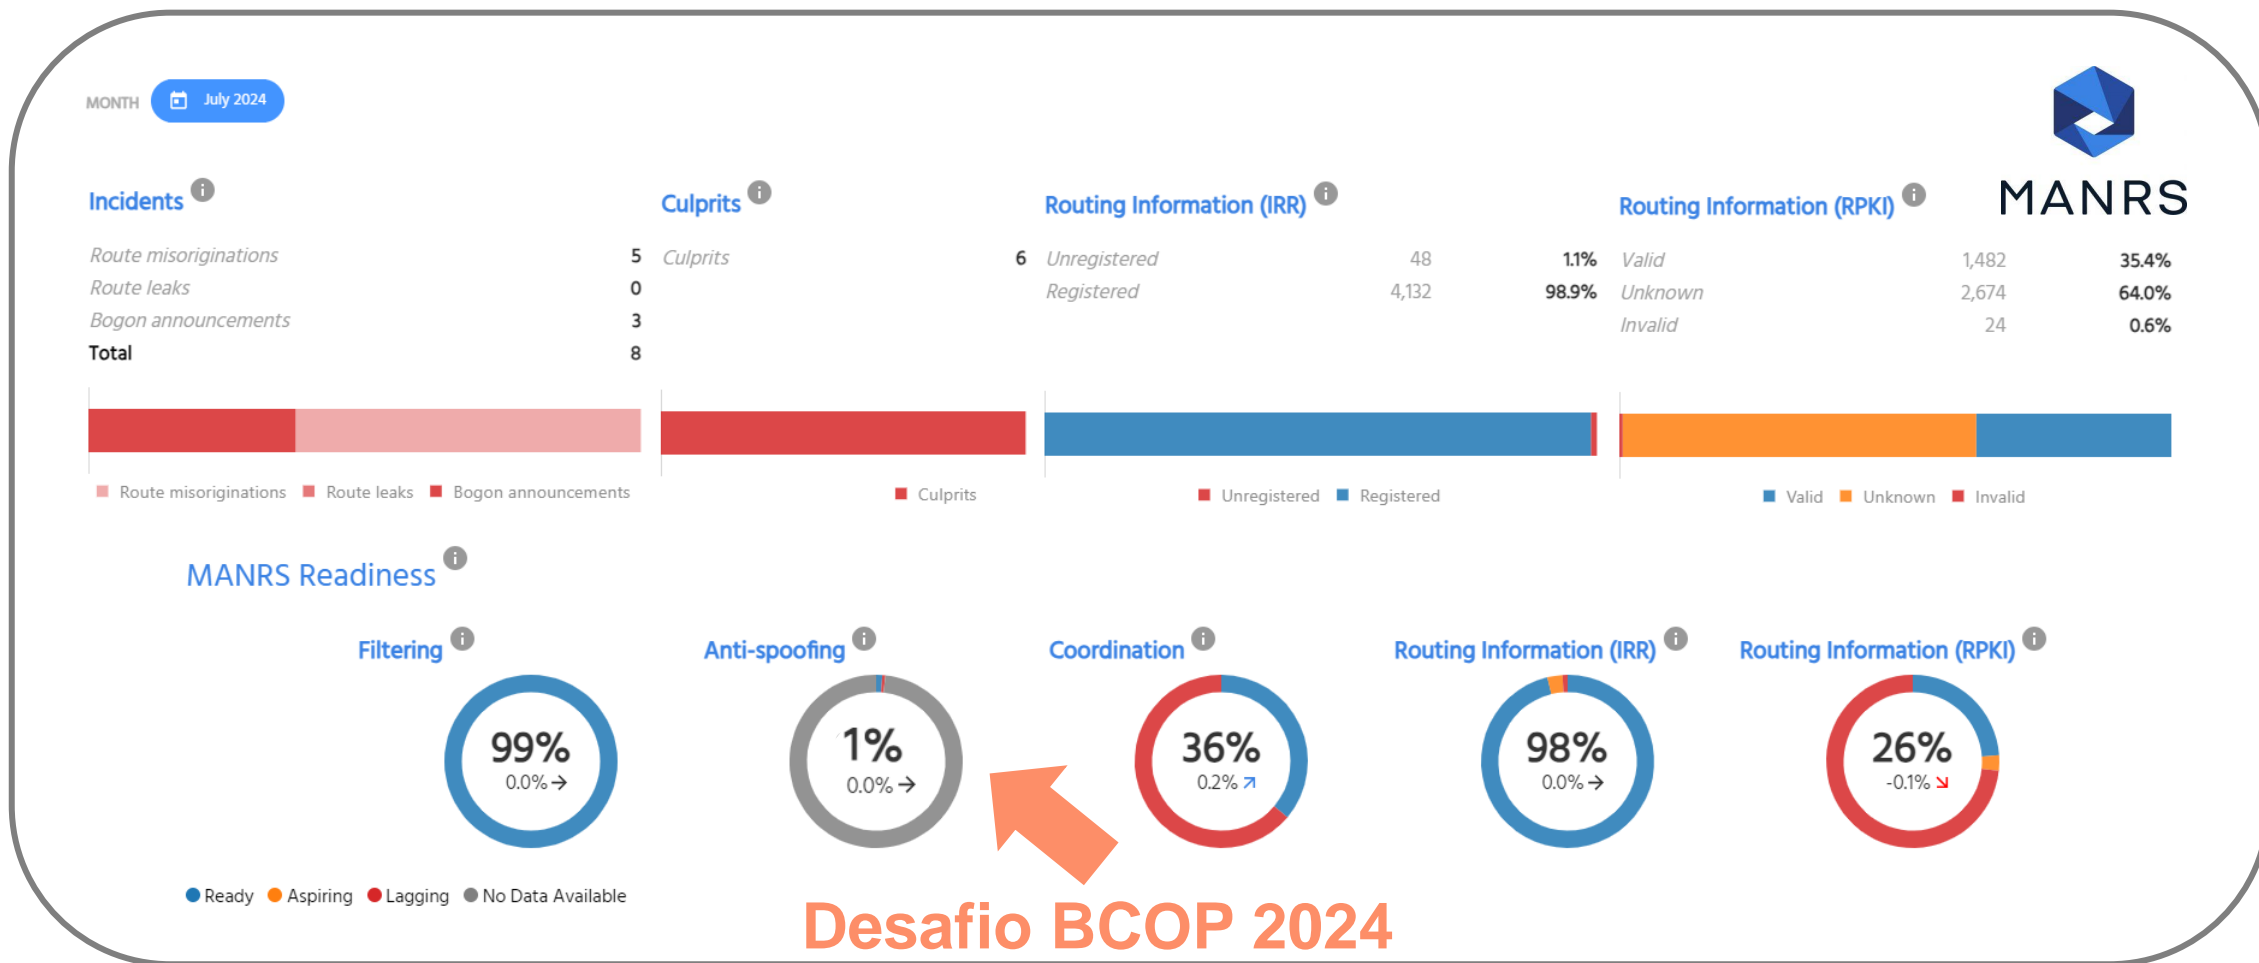 MONTH July 2024
MANRS
Incidents
Route misoriginations 5
Route leaks 0
Bogon announcements 3
Total 8
Route misoriginations Route leaks Bogon announcements
Culprits
Culprits 6
Culprits
Routing Information (IRR)
Unregistered 48 1.1%
Registered 4,132 98.9%
Unregistered Registered
Routing Information (RPKI)
Valid 1,482 35.4%
Unknown 2,674 64.0%
Invalid 24 0.6%
Valid Unknown Invalid
MANRS Readiness
Filtering
99%
0.0% →
Anti-spoofing
1%
0.0% →
Coordination
36%
0.2% ↗
Routing Information (IRR)
98%
0.0% →
Routing Information (RPKI)
26%
-0.1% ↘
Ready Aspiring Lagging No Data Available
Desafio BCOP 2024